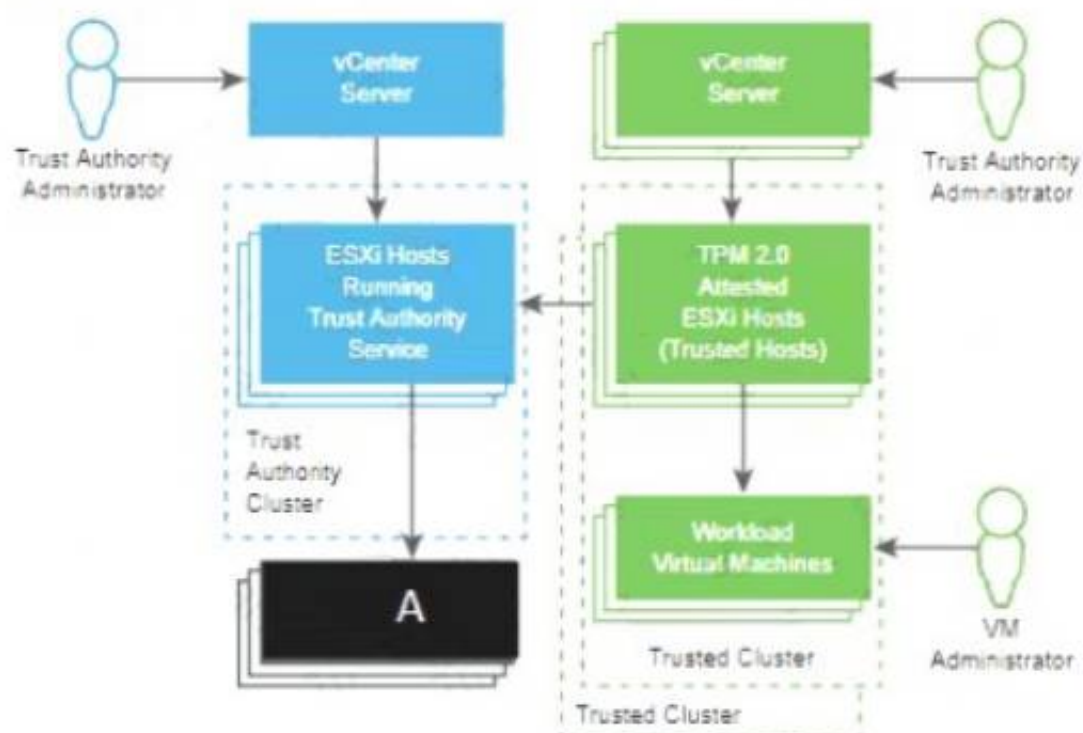 vCenter
Server
vCenter
Server
Trust Authority
Administrator
Trust Authority
Administrator
ESXi Hosts
Running
Trust Authority
Service
TPM 2.0
Attested
ESXi Hosts
(Trusted Hosts)
Trust
Authority
Cluster
Workload
Virtual Machines
A
VM
Administrator
Trusted Cluster
Trusted Cluster